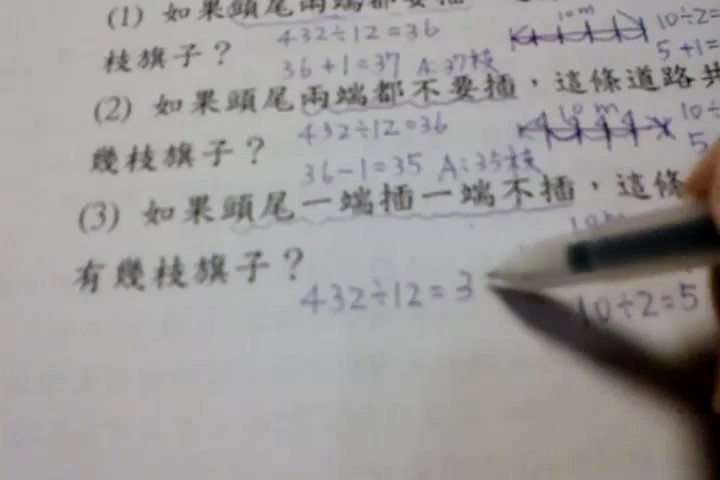 (1) 如果頭尾兩端都要插
432÷12=36
10m
10÷2=
枝旗子？
36+1=37 A:37枝
5+1=
(2) 如果頭尾兩端都不要插，這條道路共
432÷12=36
10m
10÷
幾枝旗子？
36-1=35 A:35枝
5
(3) 如果頭尾一端插一端不插，這條
有幾枝旗子？
432÷12=3
10÷2=5